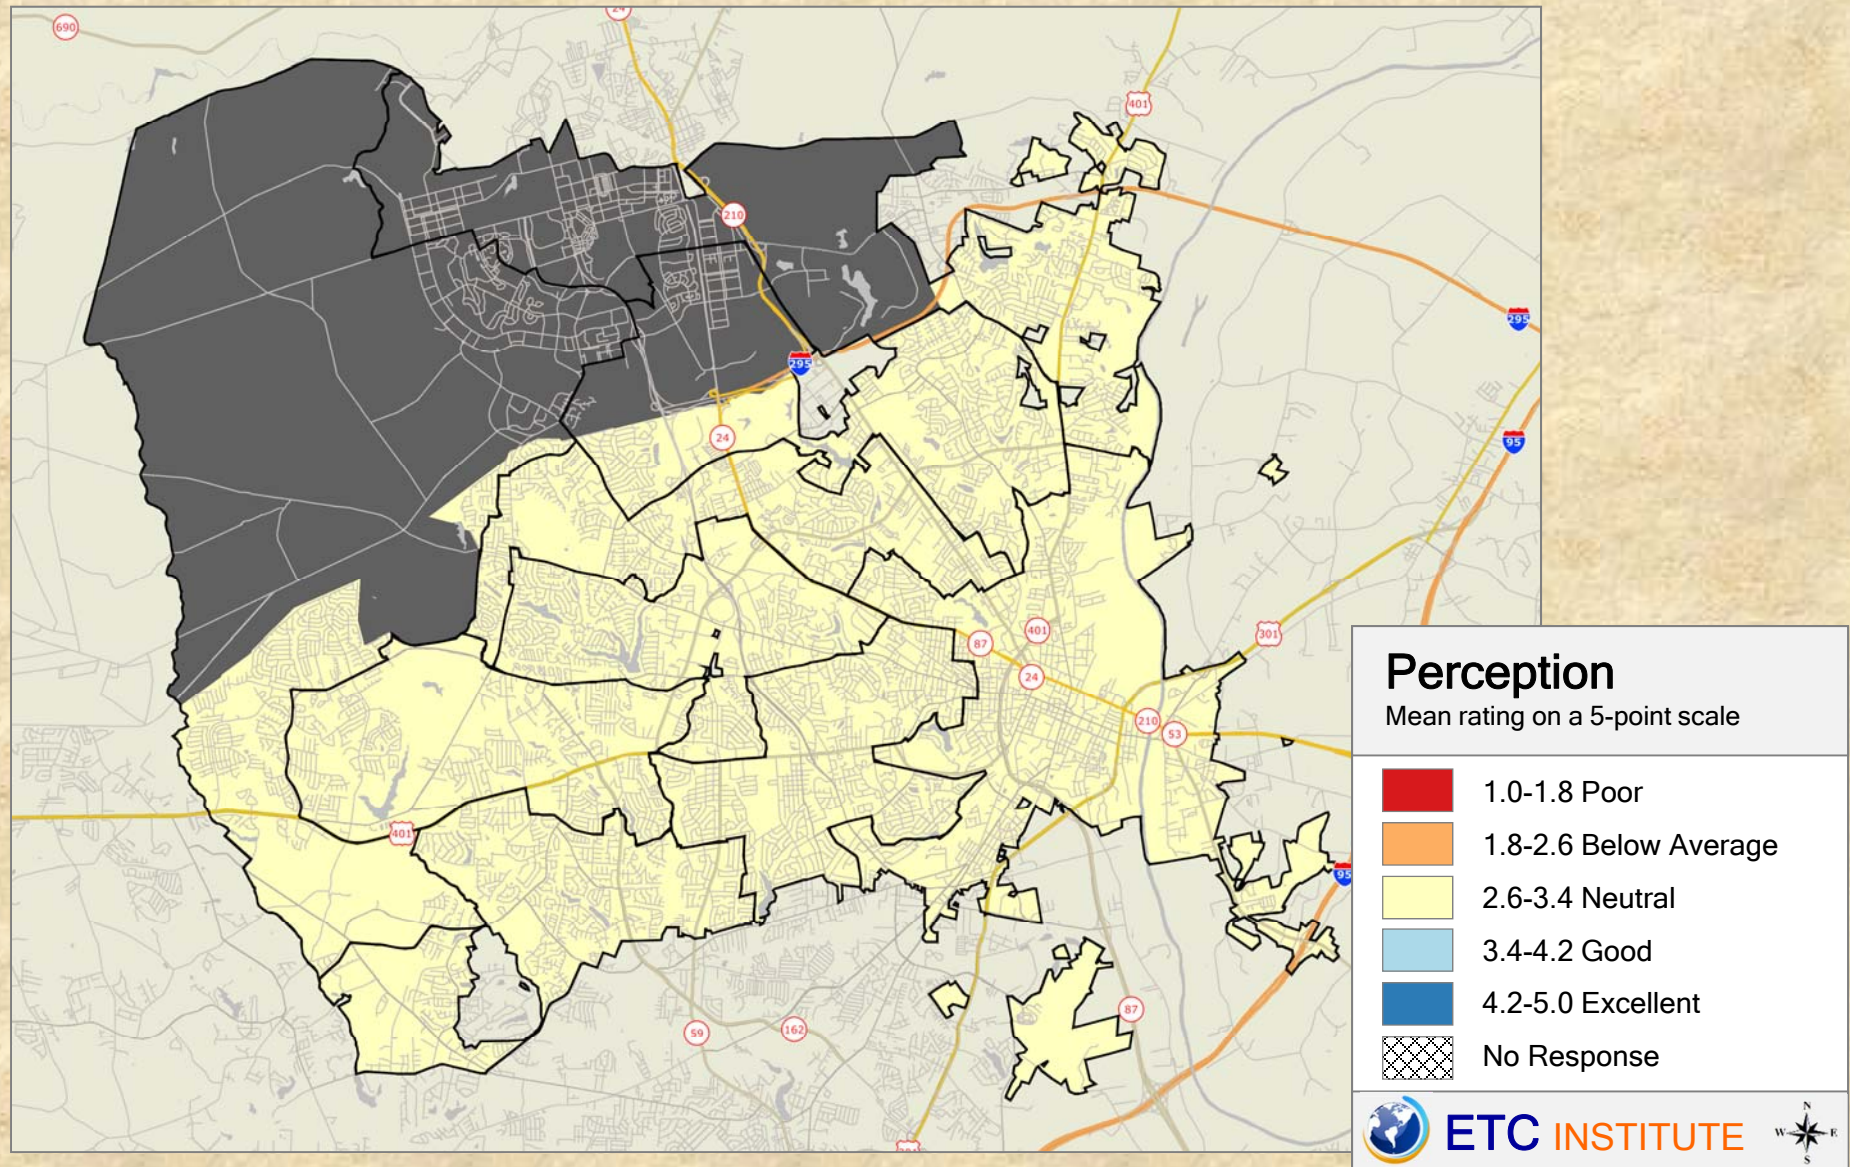 690
24
401
210
295
295
24
95
87
401
24
301
210
53
401
95
59
162
87
Perception
Mean rating on a 5-point scale
1.0-1.8 Poor
1.8-2.6 Below Average
2.6-3.4 Neutral
3.4-4.2 Good
4.2-5.0 Excellent
No Response
ETC INSTITUTE
N
W E
S